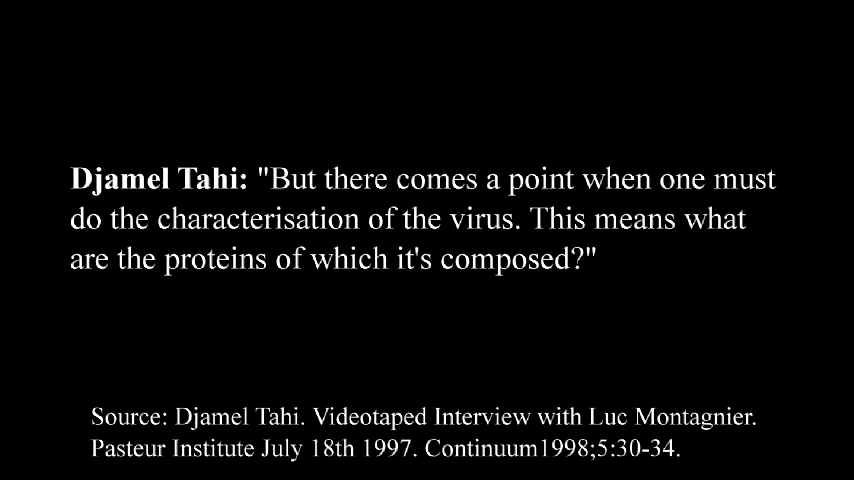 Djamel Tahi: "But there comes a point when one must
do the characterisation of the virus. This means what
are the proteins of which it's composed?"
Source: Djamel Tahi. Videotaped Interview with Luc Montagnier.
Pasteur Institute July 18th 1997. Continuum1998;5:30-34.